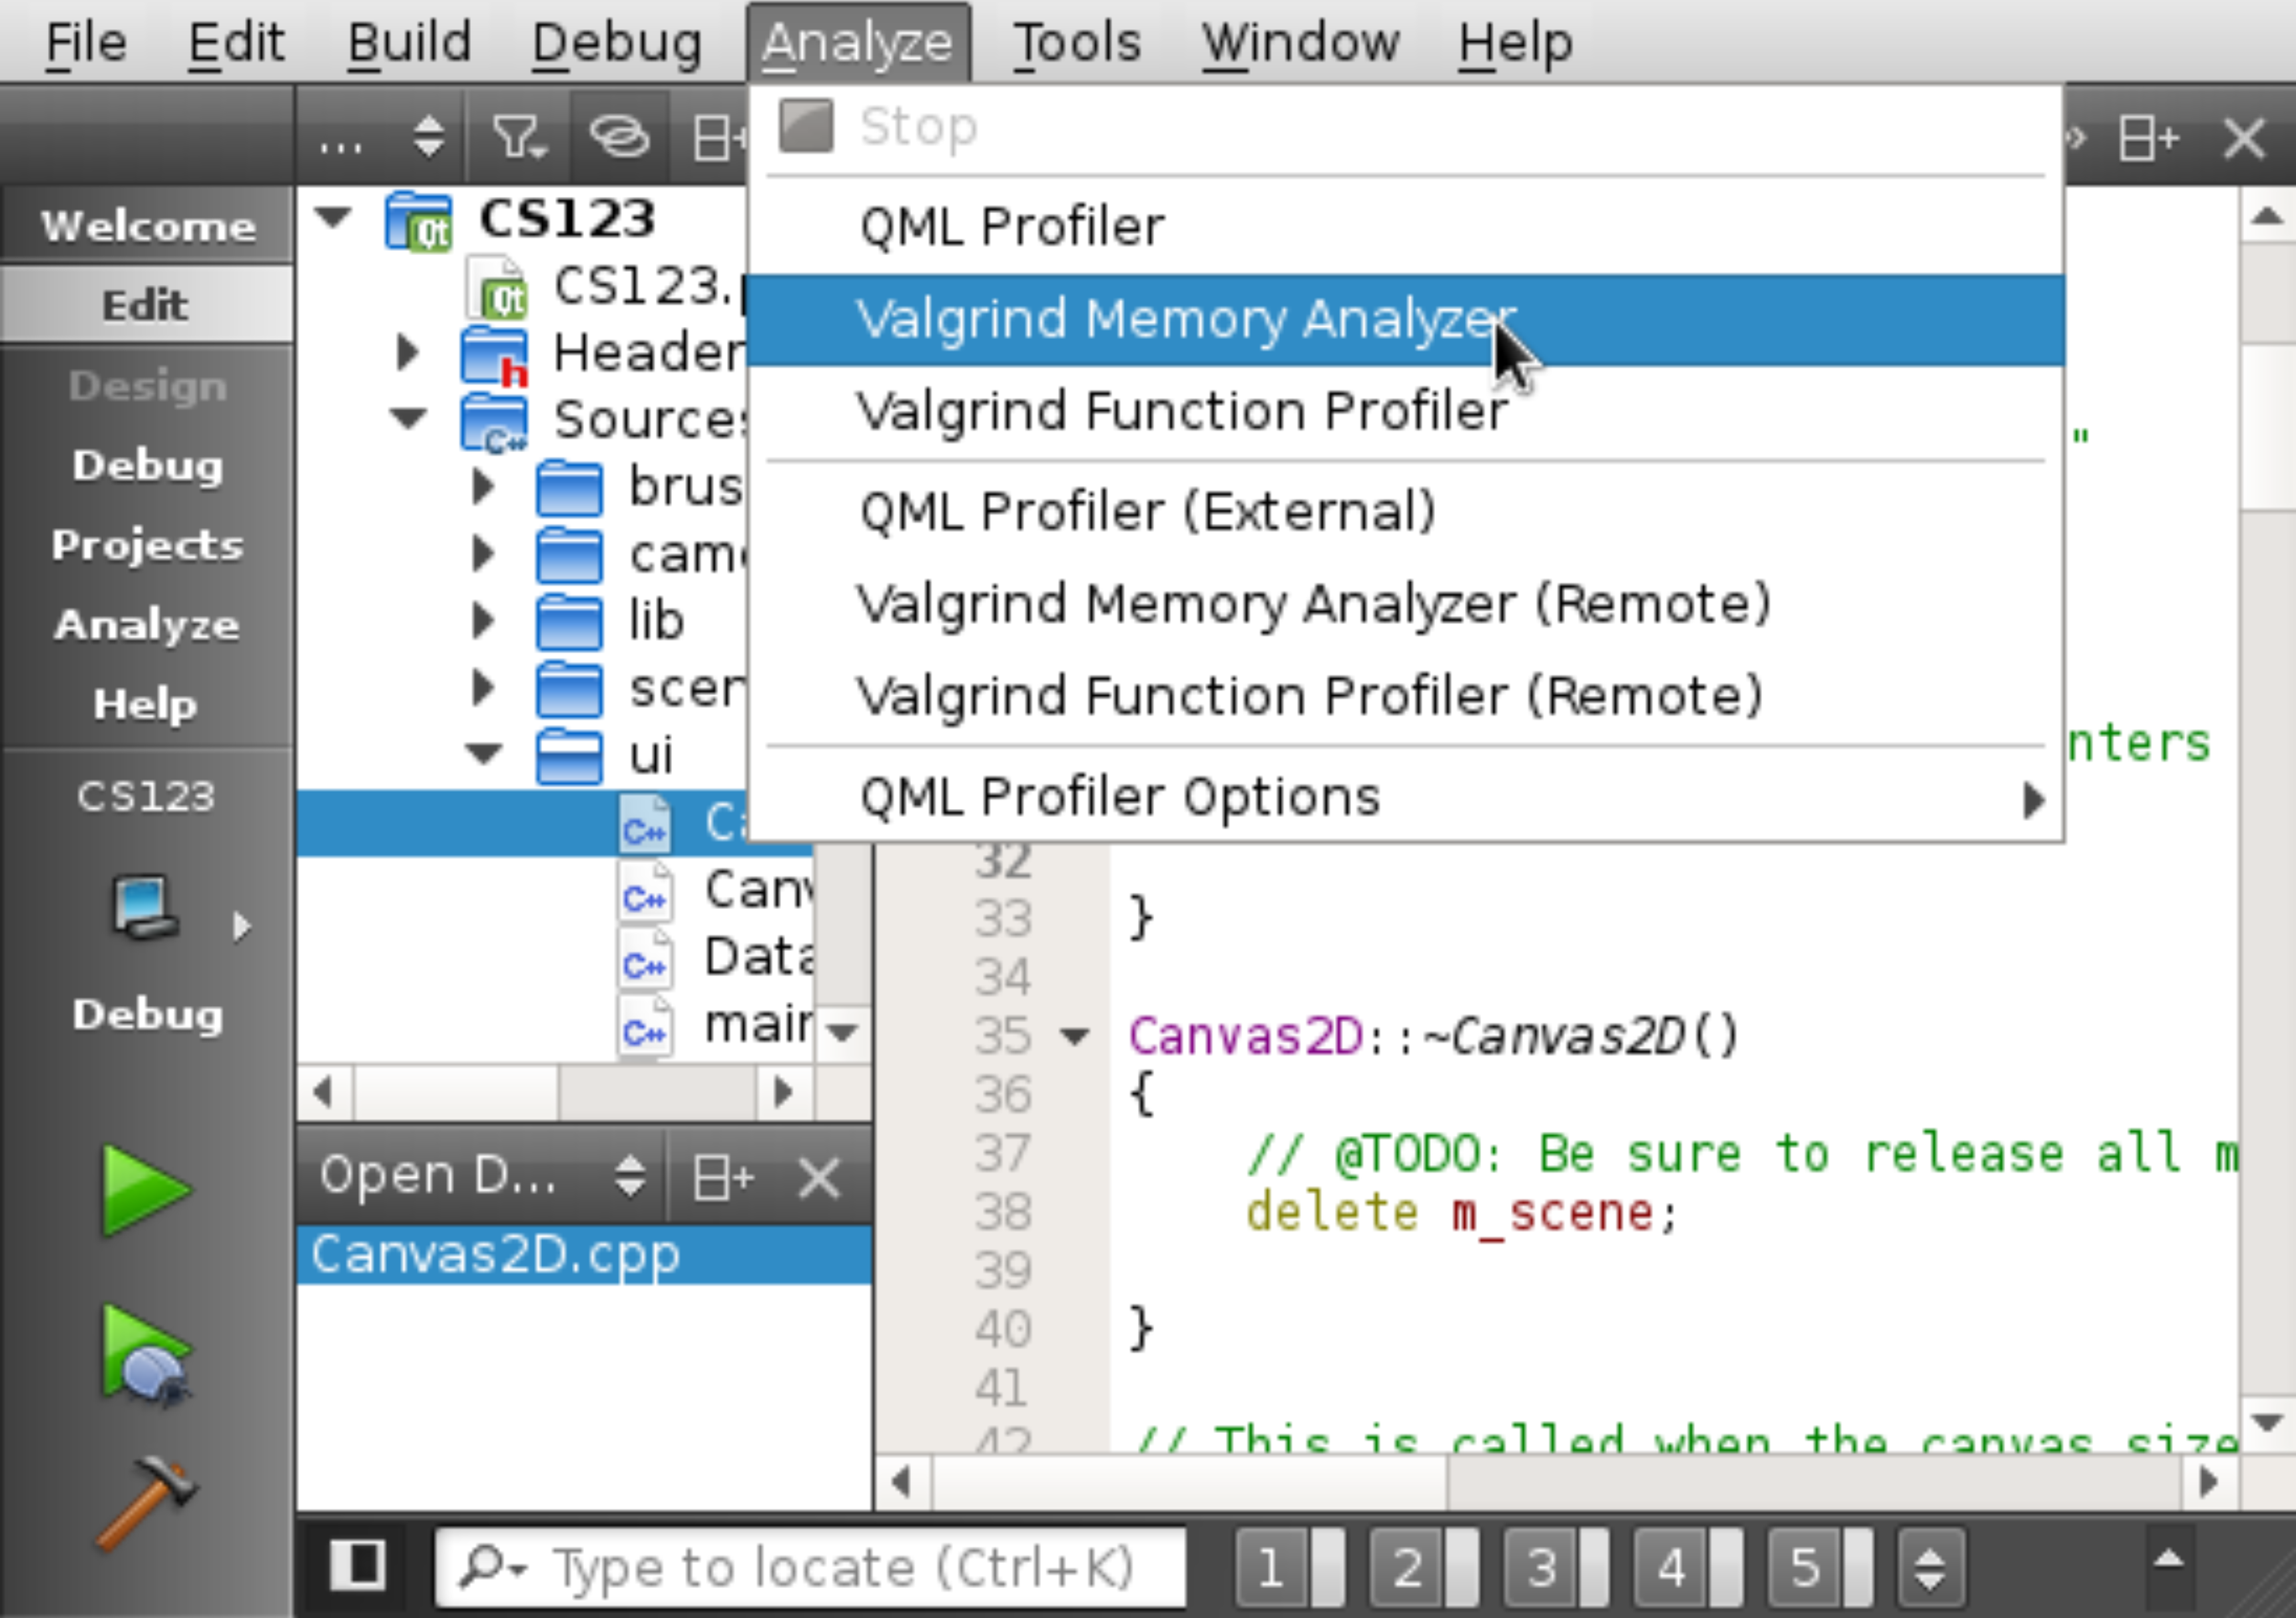 File Edit Build Debug Analyze Tools Window Help
...
Stop
QML Profiler
Valgrind Memory Analyzer
Valgrind Function Profiler
QML Profiler (External)
Valgrind Memory Analyzer (Remote)
Valgrind Function Profiler (Remote)
QML Profiler Options
Welcome
Edit
Design
Debug
Projects
Analyze
Help
CS123
Debug
CS123
CS123.
Header
Sources
brus
came
lib
scen
ui
Ca
Canv
Data
main
Open D...
Canvas2D.cpp
"
nters
32
33 }
34
35 Canvas2D::~Canvas2D()
36 {
37 // @TODO: Be sure to release all m
38 delete m_scene;
39
40 }
41
42 // This is called when the canvas size
Type to locate (Ctrl+K)
1 2 3 4 5